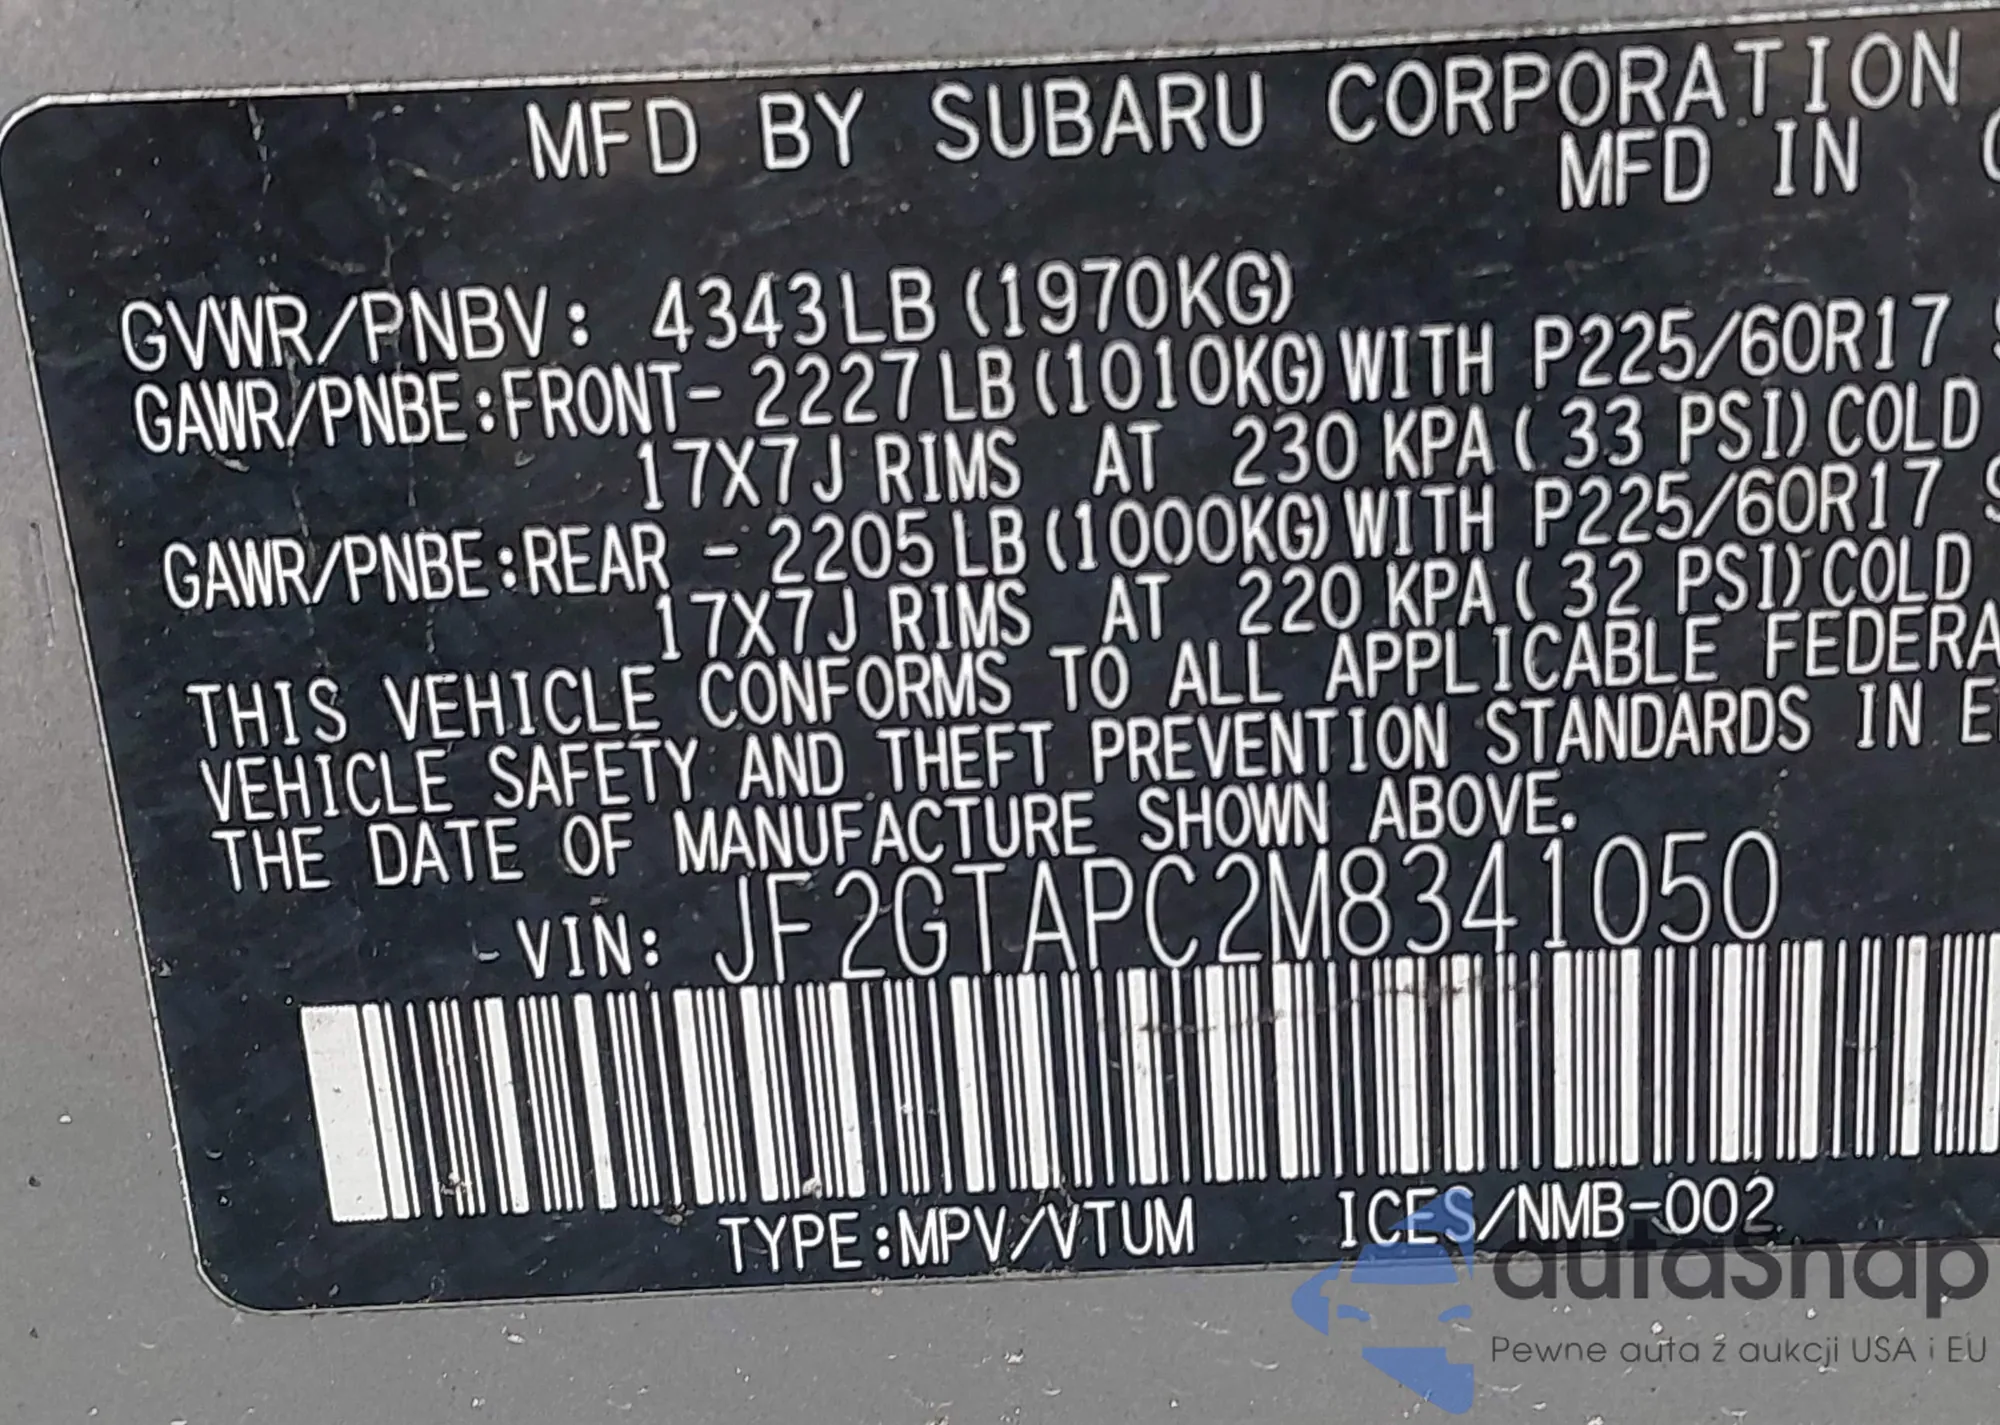 MFD BY SUBARU CORPORATION
MFD IN
GVWR/PNBV: 4343LB (1970KG)
GAWR/PNBE:FRONT- 2227LB (1010KG) WITH P225/60R17
17X7J RIMS AT 230 KPA ( 33 PSI) COLD
GAWR/PNBE:REAR - 2205LB (1000KG) WITH P225/60R17
17X7J RIMS AT 220 KPA ( 32 PSI) COLD
THIS VEHICLE CONFORMS TO ALL APPLICABLE FEDERA
VEHICLE SAFETY AND THEFT PREVENTION STANDARDS IN
THE DATE OF MANUFACTURE SHOWN ABOVE.
VIN: JF2GTAPC2M8341050
TYPE:MPV/VTUM ICES/NMB-002
autaSnap
Pewne auta z aukcji USA i EU